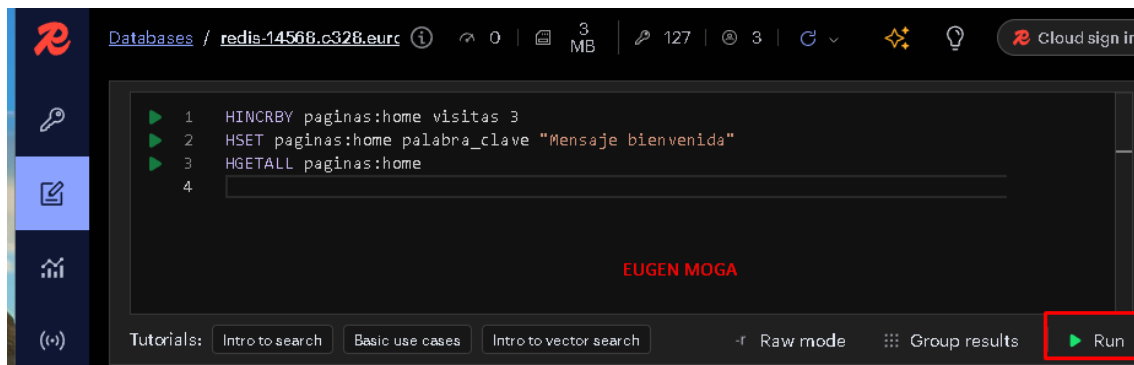 Databases / redis-14568.c328.eurc 0 3 MB 127 3 Cloud sign in
1 HINCRBY paginas:home visitas 3
2 HSET paginas:home palabra_clave "Mensaje bienvenida"
3 HGETALL paginas:home
4
EUGEN MOGA
Tutorials: Intro to search Basic use cases Intro to vector search -r Raw mode Group results Run